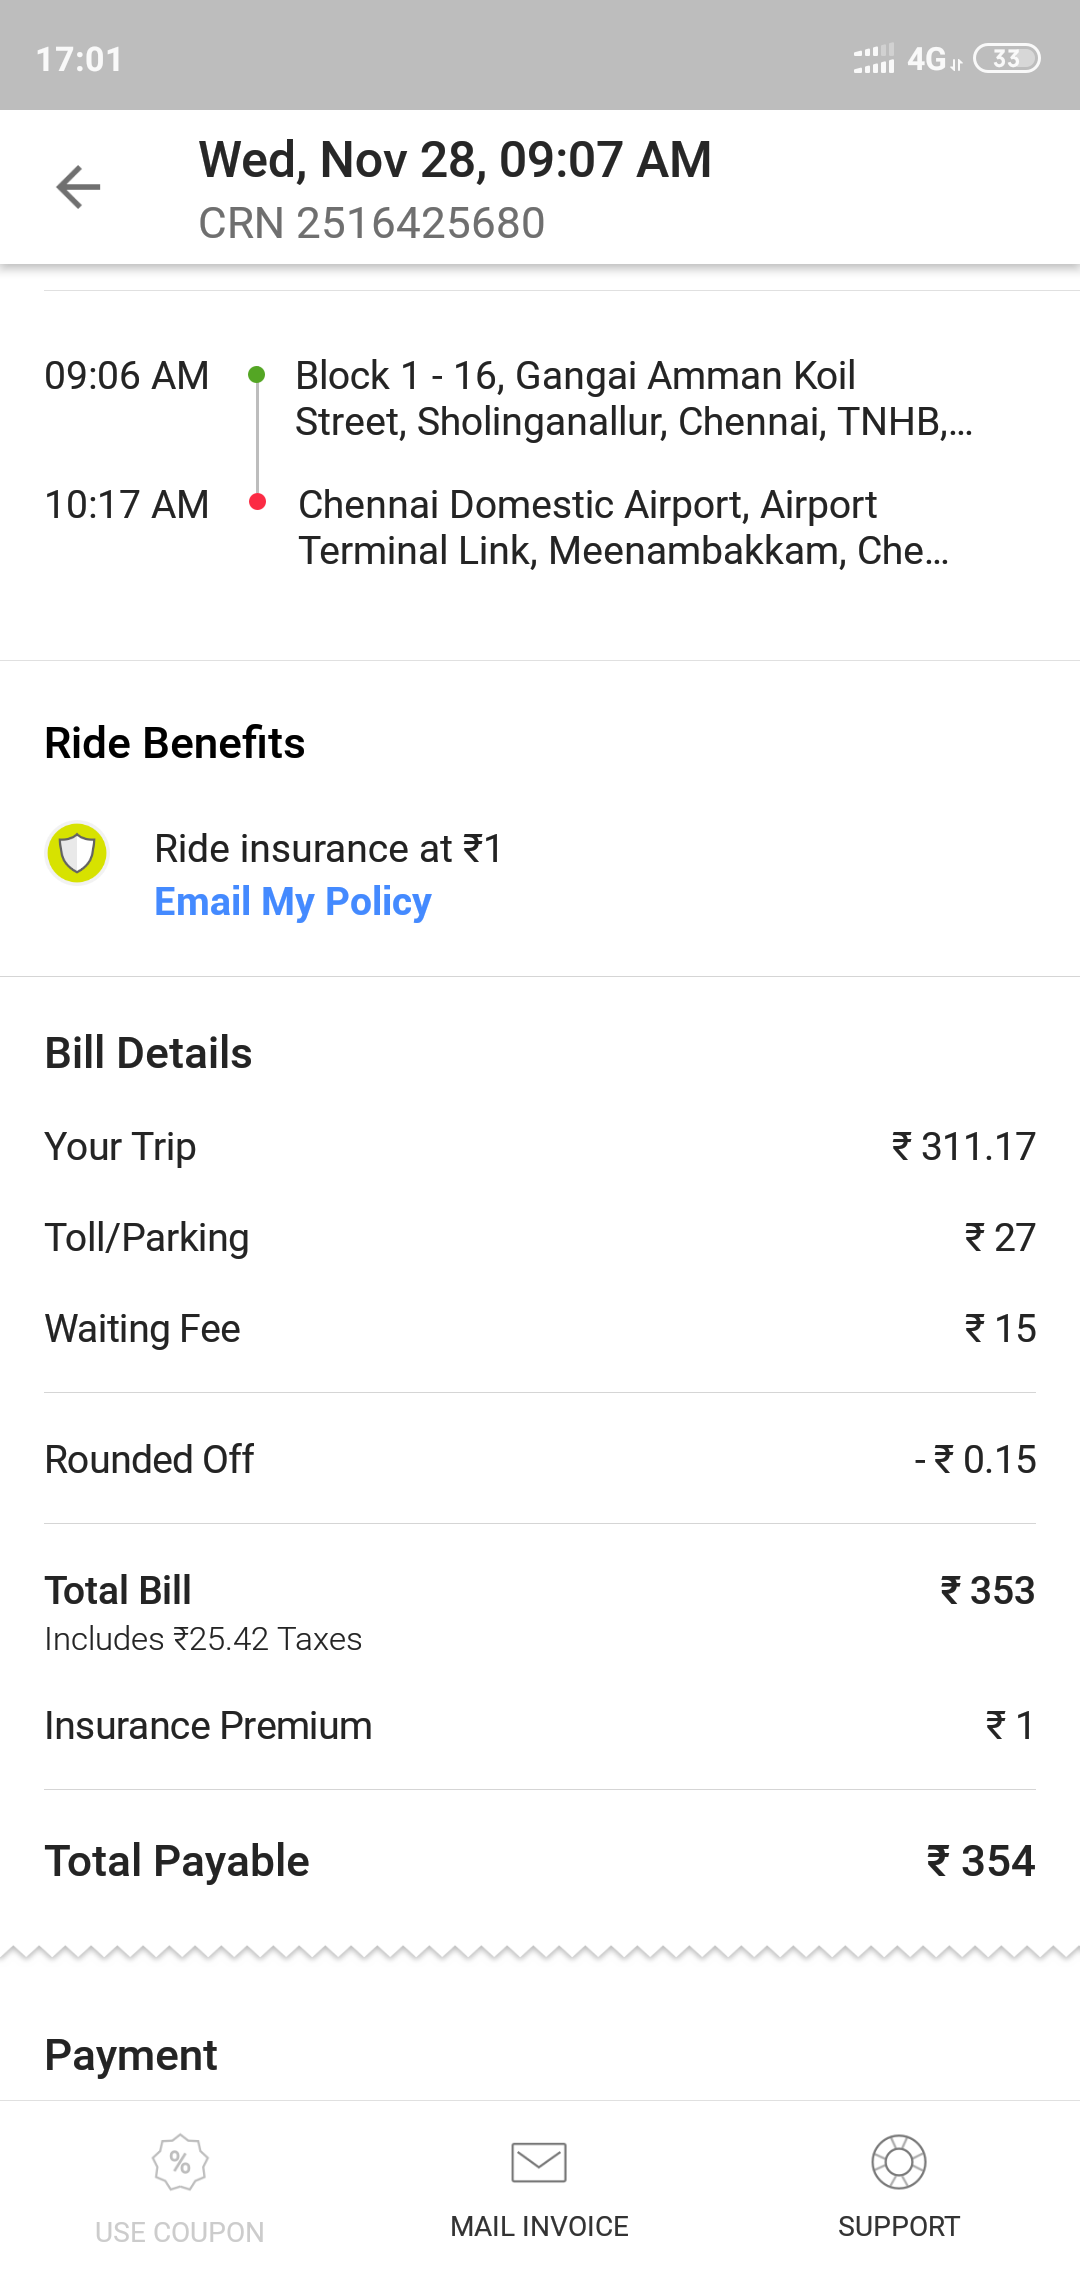 17:01
4G 33
Wed, Nov 28, 09:07 AM
CRN 2516425680
09:06 AM
Block 1 - 16, Gangai Amman Koil
Street, Sholinganallur, Chennai, TNHB,...
10:17 AM
Chennai Domestic Airport, Airport
Terminal Link, Meenambakkam, Che...
Ride Benefits
Ride insurance at ₹1
Email My Policy
Bill Details
Your Trip ₹ 311.17
Toll/Parking ₹ 27
Waiting Fee ₹ 15
Rounded Off - ₹ 0.15
Total Bill ₹ 353
Includes ₹25.42 Taxes
Insurance Premium ₹ 1
Total Payable ₹ 354
Payment
%
USE COUPON
MAIL INVOICE
SUPPORT